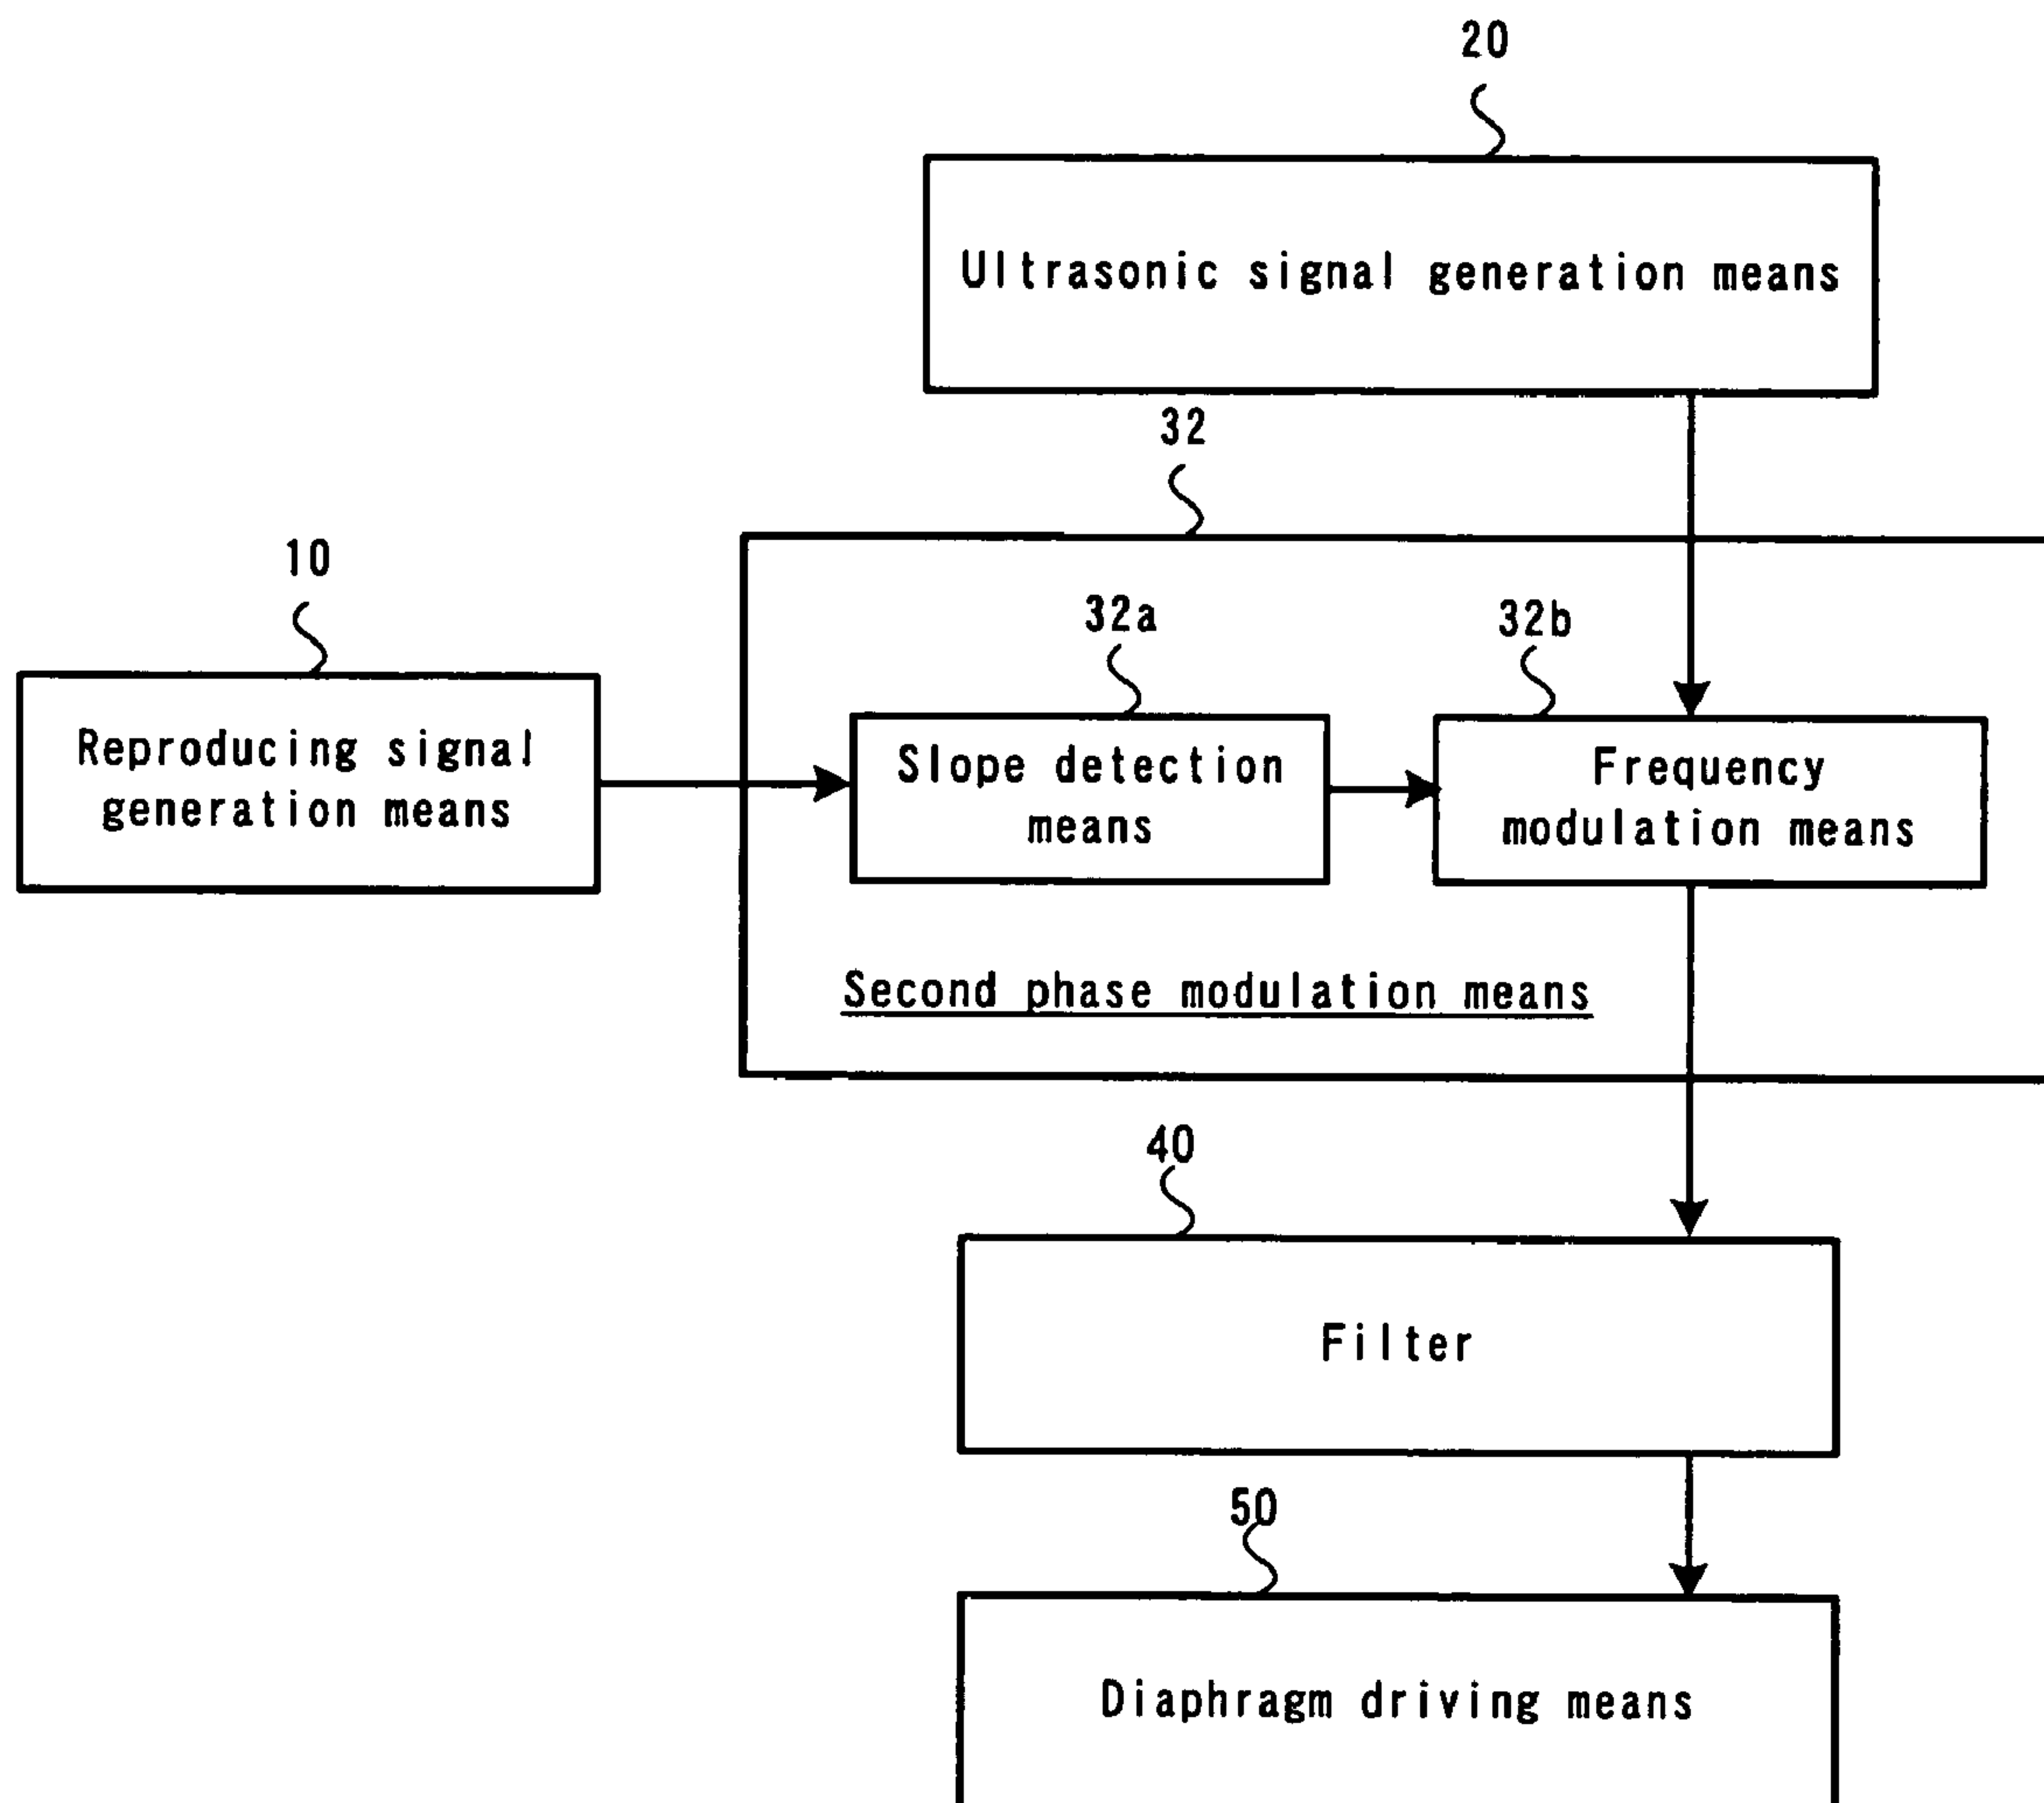 20
Ultrasonic signal generation means
32
10
32a
32b
Reproducing signal
generation means
Slope detection
means
Frequency
modulation means
Second phase modulation means
40
Filter
50
Diaphragm driving means